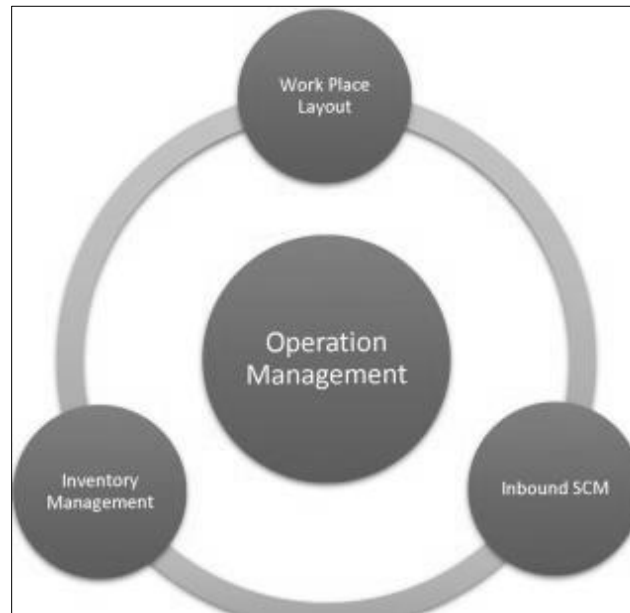 Work Place
Layout
Operation
Management
Inventory
Management
Inbound SCM